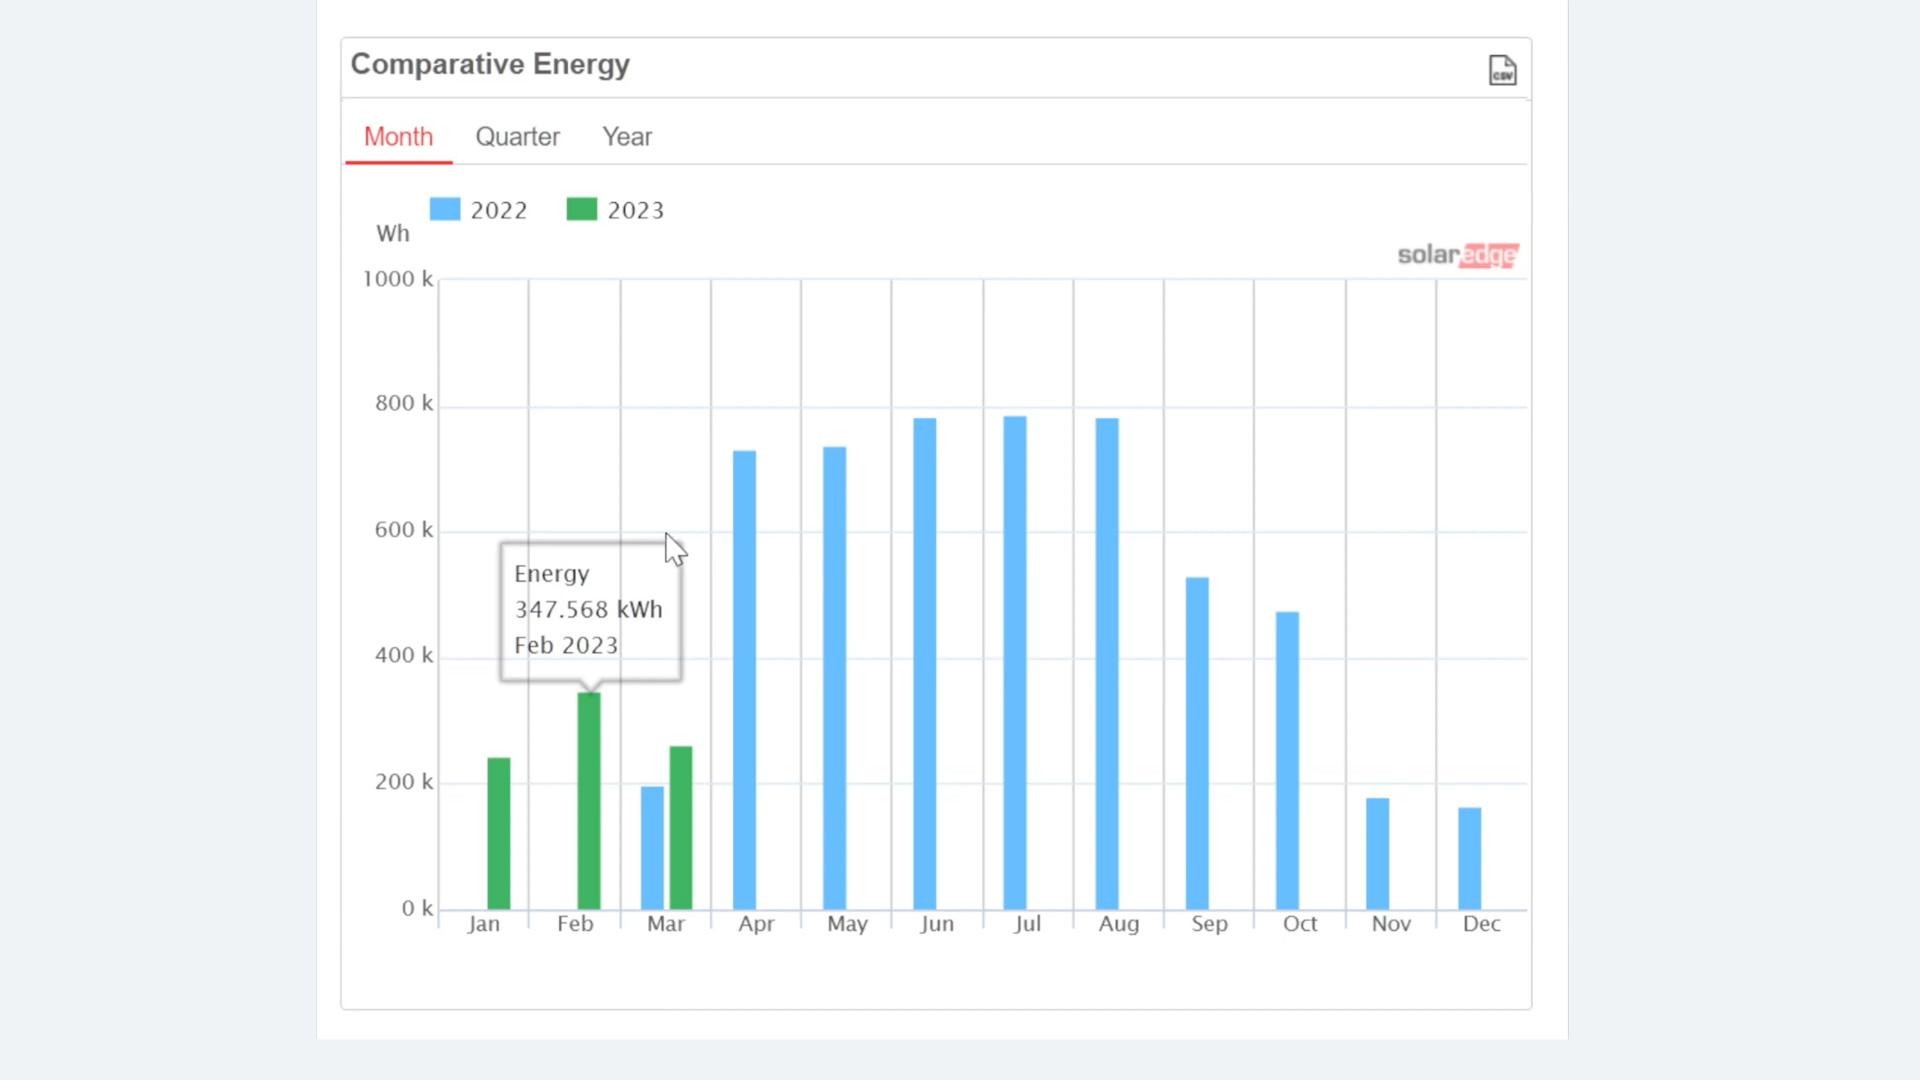 Comparative Energy
CSV
Month Quarter Year
2022 2023
Wh
solaredge
1000 k
800 k
600 k
400 k
200 k
0 k
Energy
347.568 kWh
Feb 2023
Jan Feb Mar Apr May Jun Jul Aug Sep Oct Nov Dec